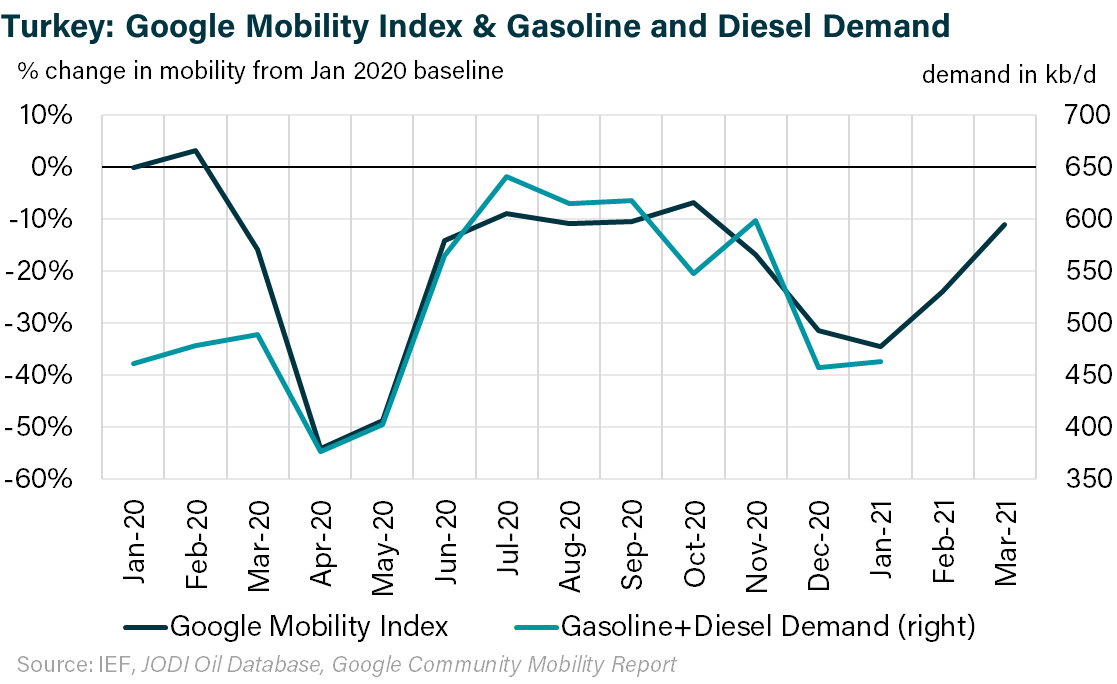 Turkey: Google Mobility Index & Gasoline and Diesel Demand
% change in mobility from Jan 2020 baseline
demand in kb/d
10%
0%
-10%
-20%
-30%
-40%
-50%
-60%
700
650
600
550
500
450
400
350
Jan-20
Feb-20
Mar-20
Apr-20
May-20
Jun-20
Jul-20
Aug-20
Sep-20
Oct-20
Nov-20
Dec-20
Jan-21
Feb-21
Mar-21
Google Mobility Index
Gasoline+Diesel Demand (right)
Source: IEF, JODI Oil Database, Google Community Mobility Report